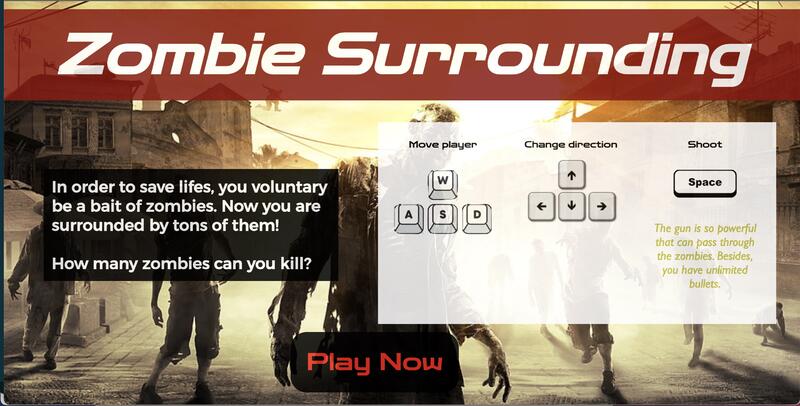 Zombie Surrounding
In order to save lifes, you voluntary
be a bait of zombies. Now you are
surrounded by tons of them!
How many zombies can you kill?
Move player
W
A S D
Change direction
↑
← ↓ →
Shoot
Space
The gun is so powerful
that can pass through
the zombies. Besides,
you have unlimited
bullets.
Play Now